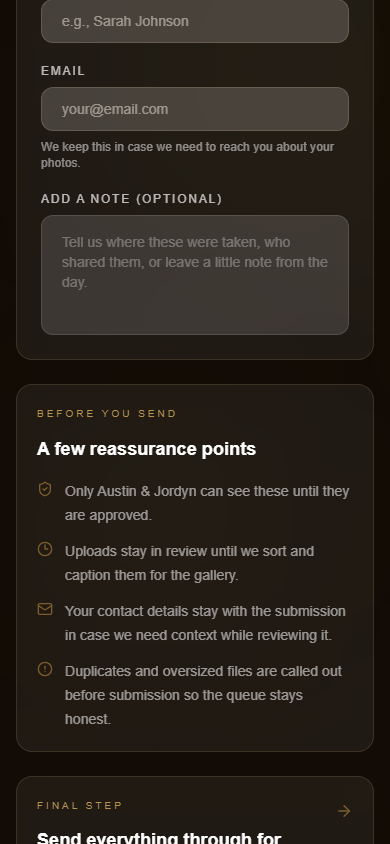 e.g., Sarah Johnson
EMAIL
your@email.com
We keep this in case we need to reach you about your
photos.
ADD A NOTE (OPTIONAL)
Tell us where these were taken, who
shared them, or leave a little note from the
day.
BEFORE YOU SEND
A few reassurance points
Only Austin & Jordyn can see these until they
are approved.
Uploads stay in review until we sort and
caption them for the gallery.
Your contact details stay with the submission
in case we need context while reviewing it.
Duplicates and oversized files are called out
before submission so the queue stays
honest.
FINAL STEP
Send everything through for